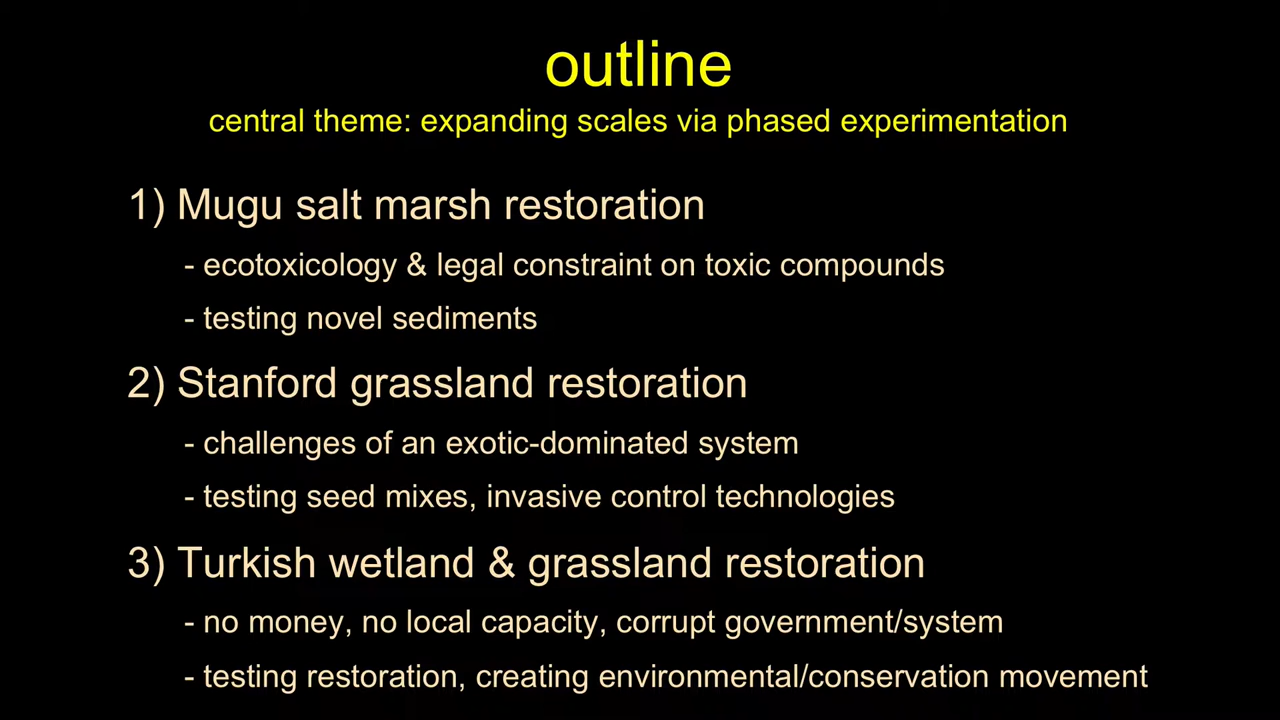 outline
central theme: expanding scales via phased experimentation
1) Mugu salt marsh restoration
- ecotoxicology & legal constraint on toxic compounds
- testing novel sediments
2) Stanford grassland restoration
- challenges of an exotic-dominated system
- testing seed mixes, invasive control technologies
3) Turkish wetland & grassland restoration
- no money, no local capacity, corrupt government/system
- testing restoration, creating environmental/conservation movement